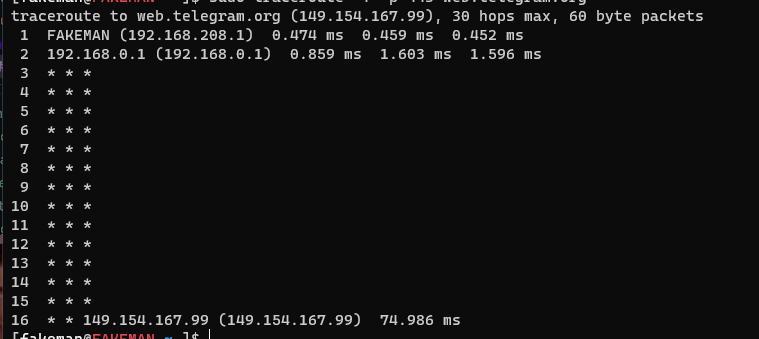 traceroute to web.telegram.org (149.154.167.99), 30 hops max, 60 byte packets
1 FAKEMAN (192.168.208.1) 0.474 ms 0.459 ms 0.452 ms
2 192.168.0.1 (192.168.0.1) 0.859 ms 1.603 ms 1.596 ms
3 * * *
4 * * *
5 * * *
6 * * *
7 * * *
8 * * *
9 * * *
10 * * *
11 * * *
12 * * *
13 * * *
14 * * *
15 * * *
16 * * 149.154.167.99 (149.154.167.99) 74.986 ms
[fakeman@FAKEMAN ~ ]$